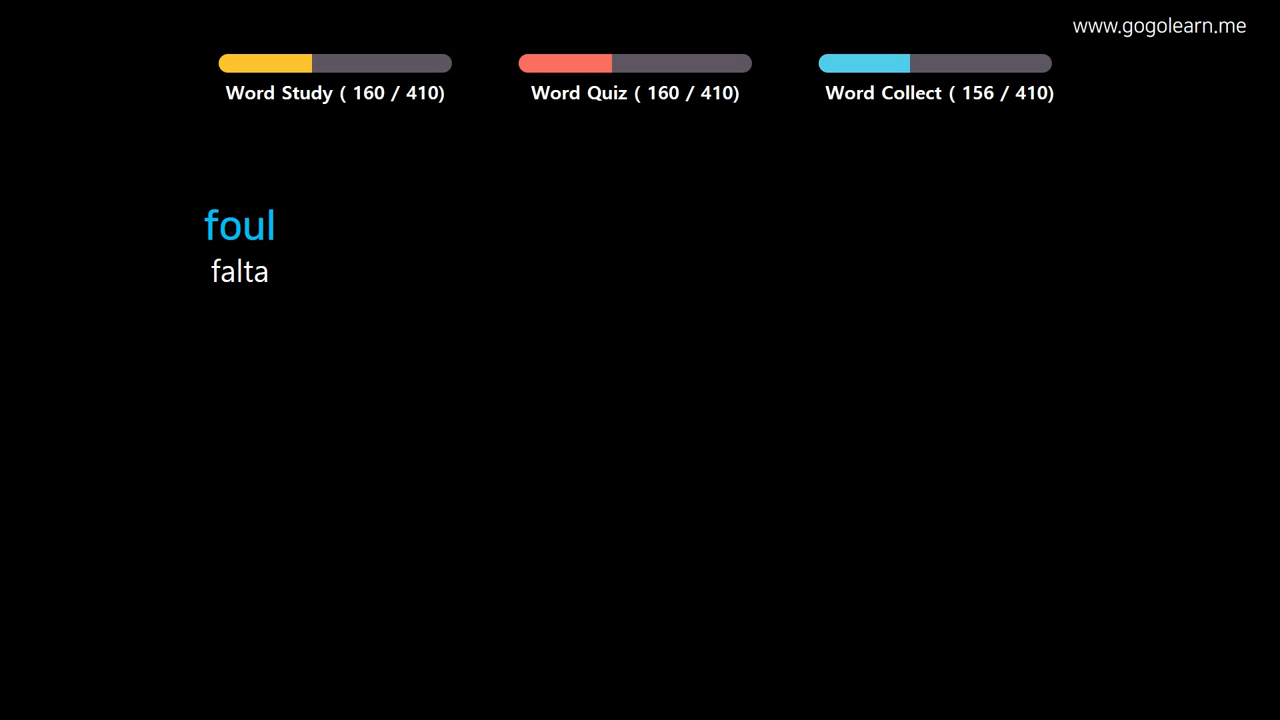 www.gogolearn.me
Word Study ( 160 / 410)
Word Quiz ( 160 / 410)
Word Collect ( 156 / 410)
foul
falta